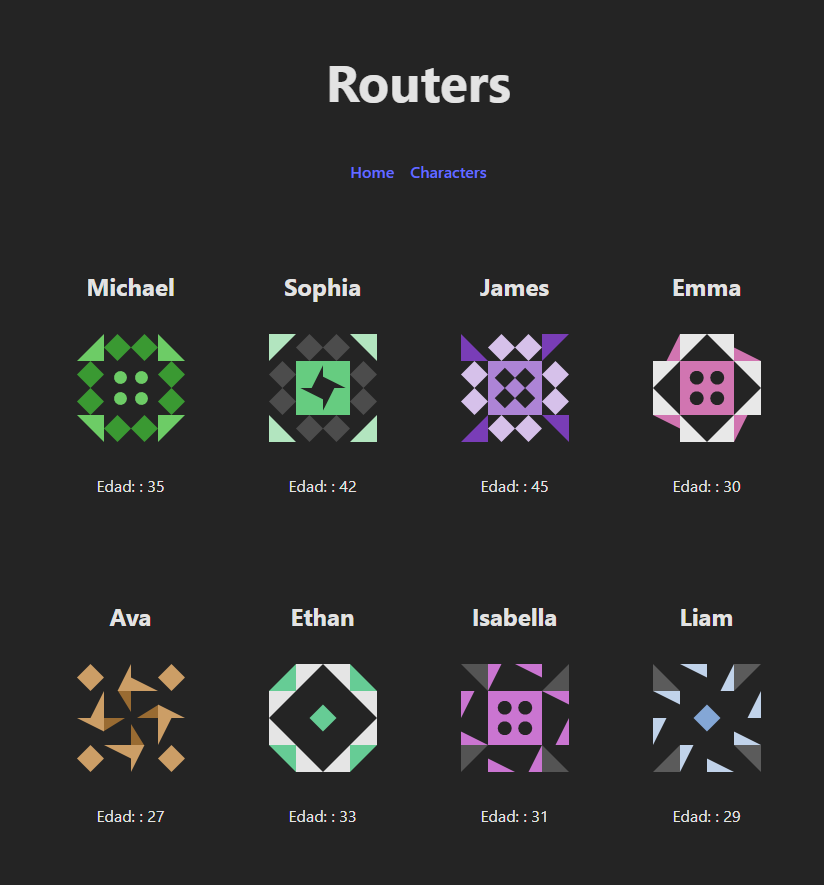 Routers
Home Characters
Michael Sophia James Emma
Edad: : 35 Edad: : 42 Edad: : 45 Edad: : 30
Ava Ethan Isabella Liam
Edad: : 27 Edad: : 33 Edad: : 31 Edad: : 29